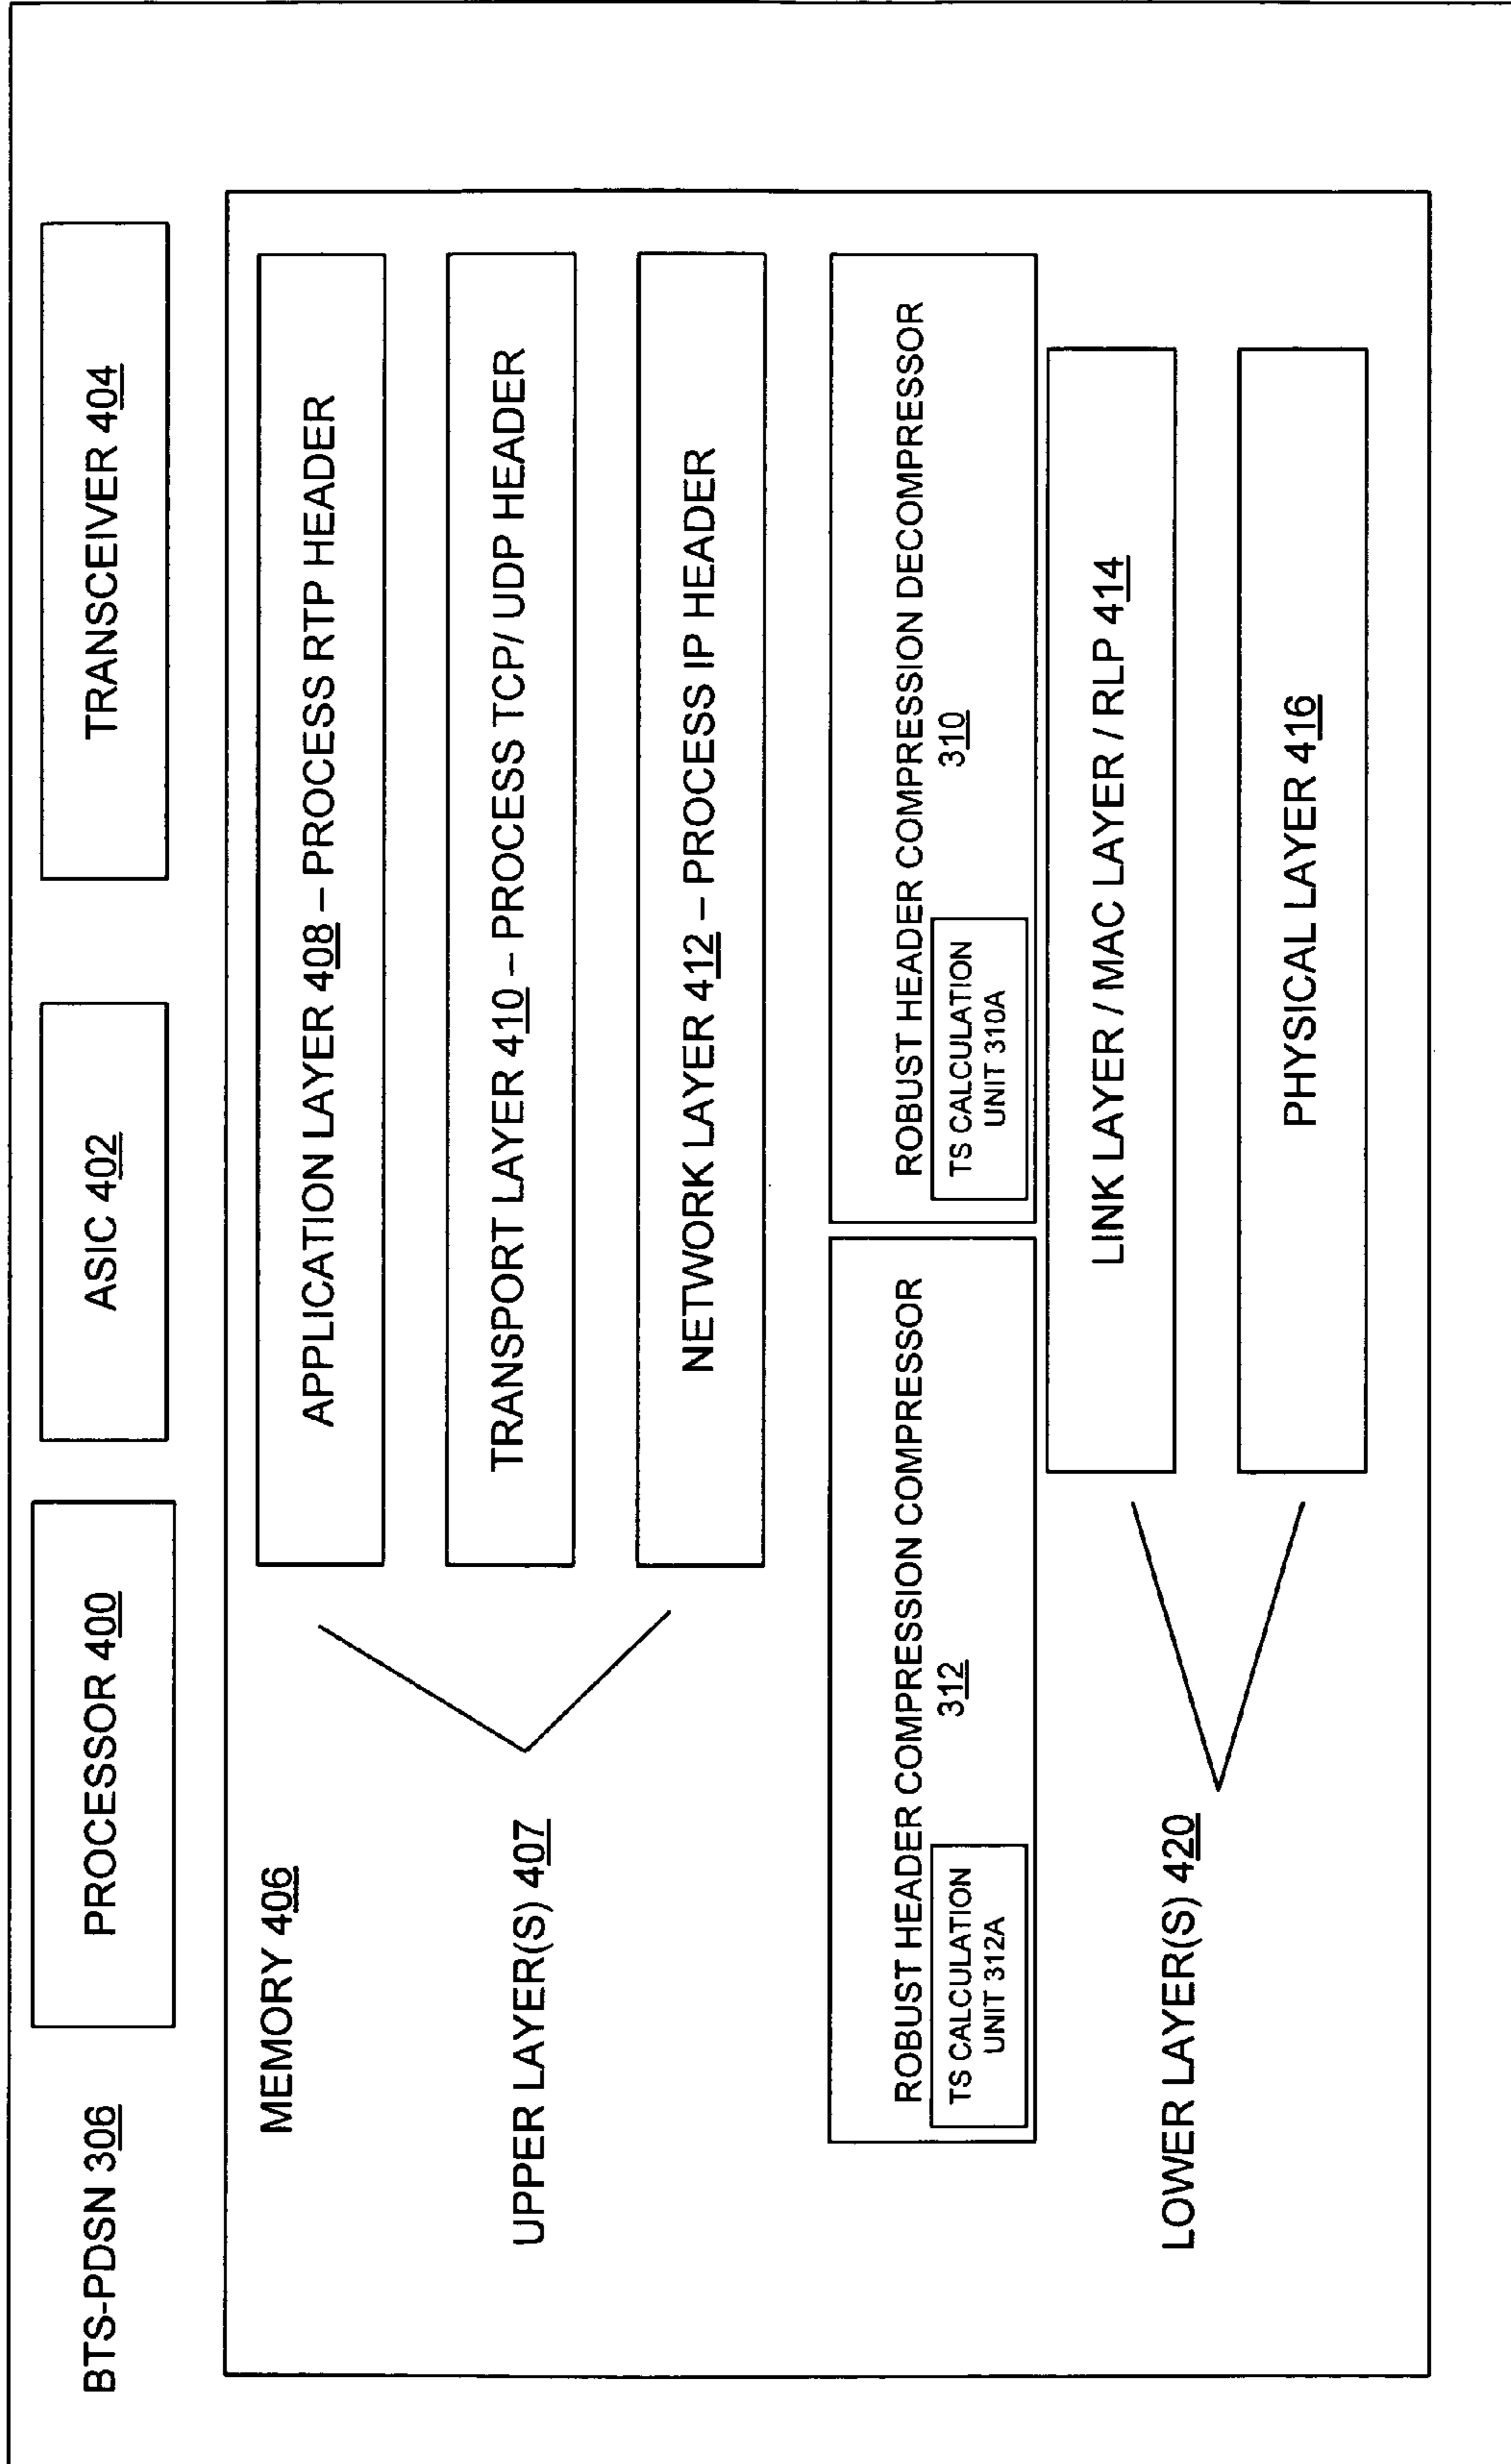 BTS-PDSN 306
PROCESSOR 400
ASIC 402
TRANSCEIVER 404
MEMORY 406
UPPER LAYER(S) 407
APPLICATION LAYER 408 – PROCESS RTP HEADER
TRANSPORT LAYER 410 – PROCESS TCP/ UDP HEADER
NETWORK LAYER 412 – PROCESS IP HEADER
ROBUST HEADER COMPRESSION COMPRESSOR
312
TS CALCULATION
UNIT 312A
ROBUST HEADER COMPRESSION DECOMPRESSOR
310
TS CALCULATION
UNIT 310A
LOWER LAYER(S) 420
LINK LAYER / MAC LAYER / RLP 414
PHYSICAL LAYER 416